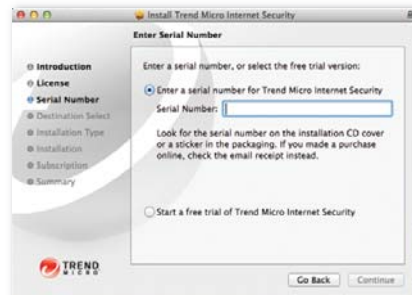 Install Trend Micro Internet Security
Enter Serial Number
Introduction
License
Serial Number
Destination Select
Installation Type
Installation
Subscription
Summary
Enter a serial number, or select the free trial version:
Enter a serial number for Trend Micro Internet Security
Serial Number:
Look for the serial number on the installation CD cover
or a sticker in the packaging. If you made a purchase
online, check the email receipt instead.
Start a free trial of Trend Micro Internet Security
TREND
MICRO
Go Back
Continue